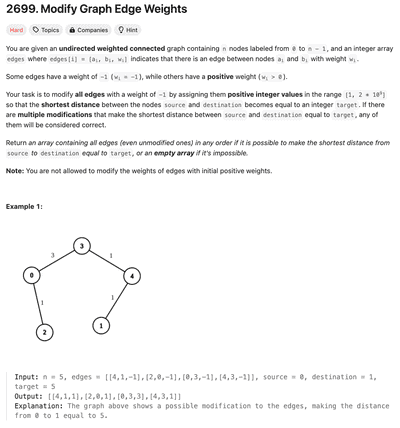 2699. Modify Graph Edge Weights
Hard Topics Companies Hint
You are given an undirected weighted connected graph containing n nodes labeled from 0 to n - 1, and an integer array
edges where edges[i] = [ai, bi, wi] indicates that there is an edge between nodes ai and bi with weight wi.
Some edges have a weight of -1 (wi = -1), while others have a positive weight (wi > 0).
Your task is to modify all edges with a weight of -1 by assigning them positive integer values in the range [1, 2 * 10⁹]
so that the shortest distance between the nodes source and destination becomes equal to an integer target. If there
are multiple modifications that make the shortest distance between source and destination equal to target, any of
them will be considered correct.
Return an array containing all edges (even unmodified ones) in any order if it is possible to make the shortest distance from
source to destination equal to target, or an empty array if it's impossible.
Note: You are not allowed to modify the weights of edges with initial positive weights.
Example 1:
3
3 1
0 4
1 1
2 1
Input: n = 5, edges = [[4,1,-1],[2,0,-1],[0,3,-1],[4,3,-1]], source = 0, destination = 1,
target = 5
Output: [[4,1,1],[2,0,1],[0,3,3],[4,3,1]]
Explanation: The graph above shows a possible modification to the edges, making the distance
from 0 to 1 equal to 5.